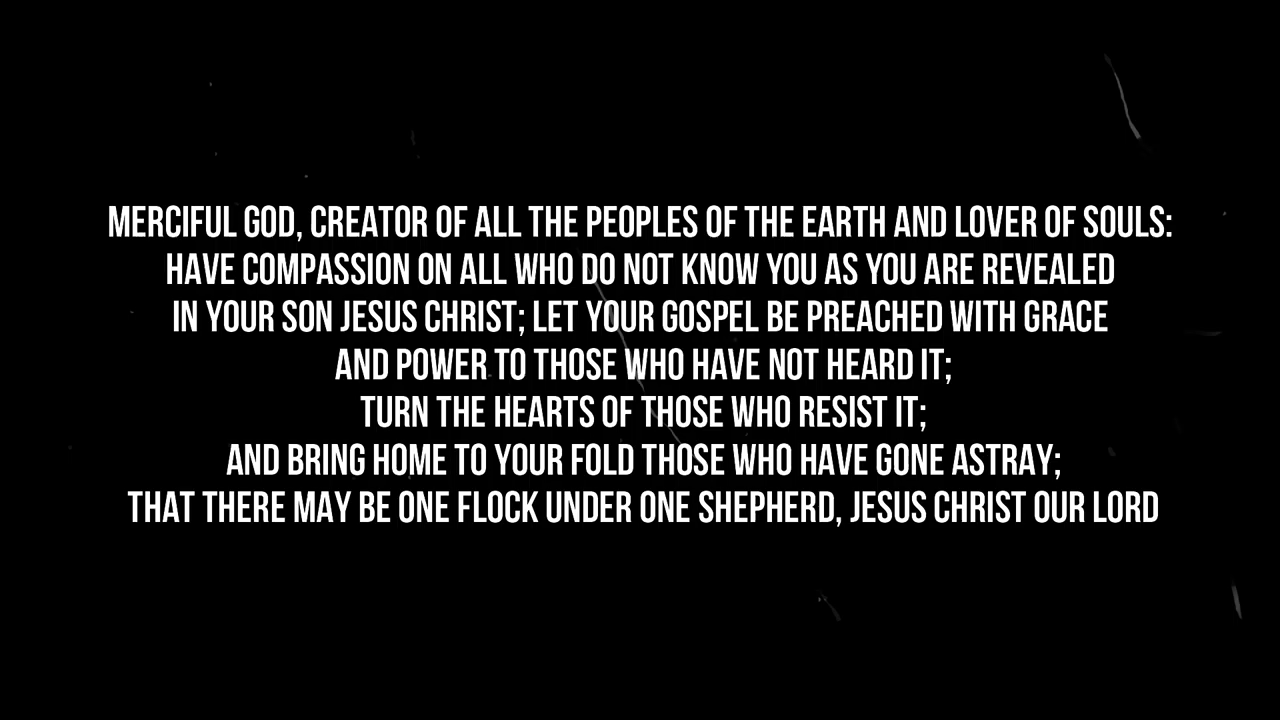 MERCIFUL GOD, CREATOR OF ALL THE PEOPLES OF THE EARTH AND LOVER OF SOULS:
HAVE COMPASSION ON ALL WHO DO NOT KNOW YOU AS YOU ARE REVEALED
IN YOUR SON JESUS CHRIST; LET YOUR GOSPEL BE PREACHED WITH GRACE
AND POWER TO THOSE WHO HAVE NOT HEARD IT;
TURN THE HEARTS OF THOSE WHO RESIST IT;
AND BRING HOME TO YOUR FOLD THOSE WHO HAVE GONE ASTRAY;
THAT THERE MAY BE ONE FLOCK UNDER ONE SHEPHERD, JESUS CHRIST OUR LORD